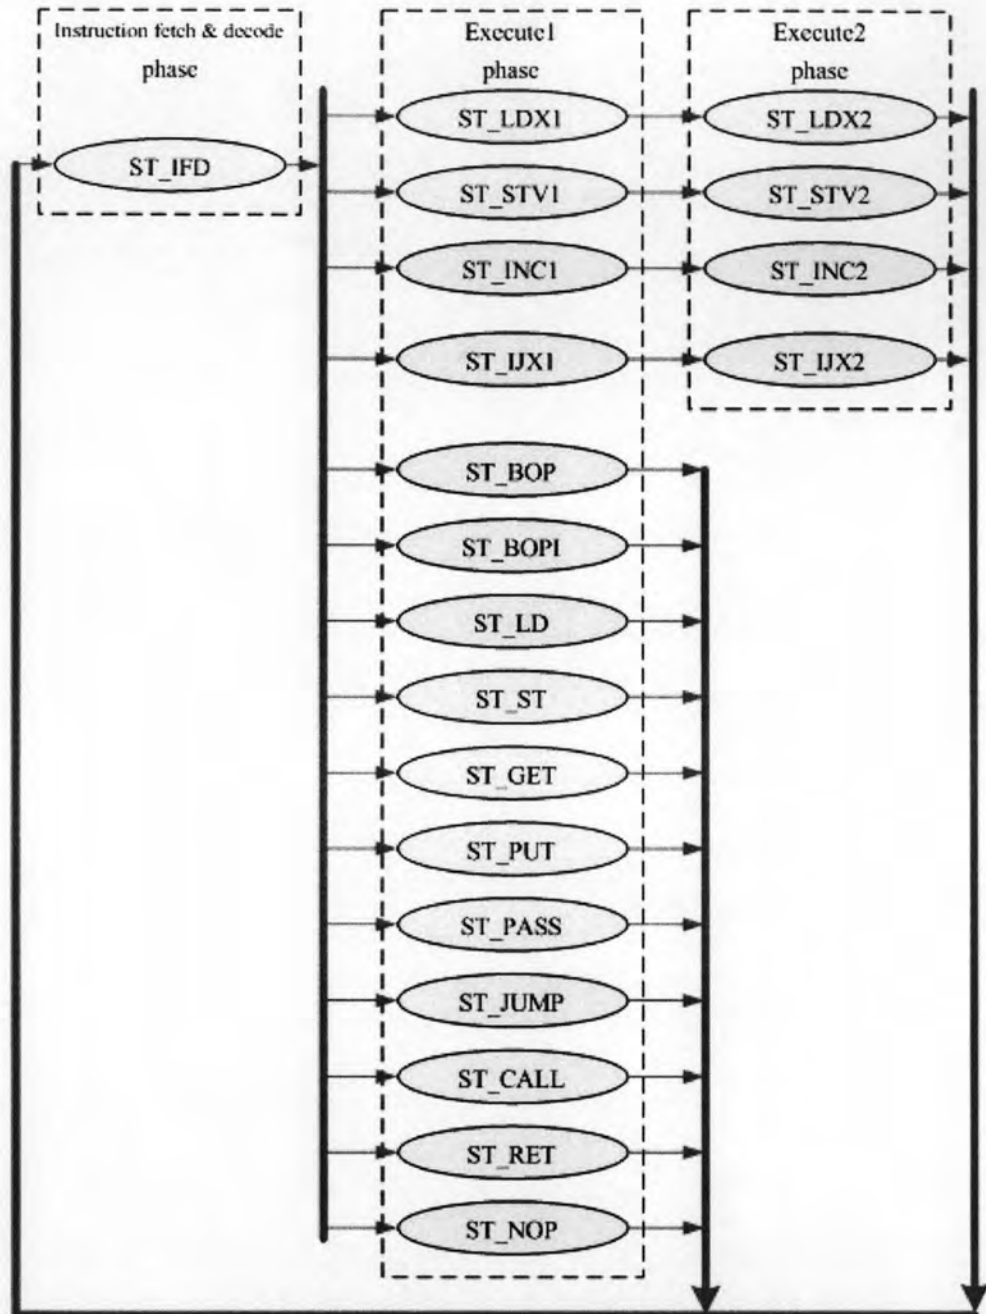 Instruction fetch & decode
phase
ST_IFD
Execute1
phase
ST_LDX1
ST_STV1
ST_INC1
ST_IJX1
ST_BOP
ST_BOPI
ST_LD
ST_ST
ST_GET
ST_PUT
ST_PASS
ST_JUMP
ST_CALL
ST_RET
ST_NOP
Execute2
phase
ST_LDX2
ST_STV2
ST_INC2
ST_IJX2